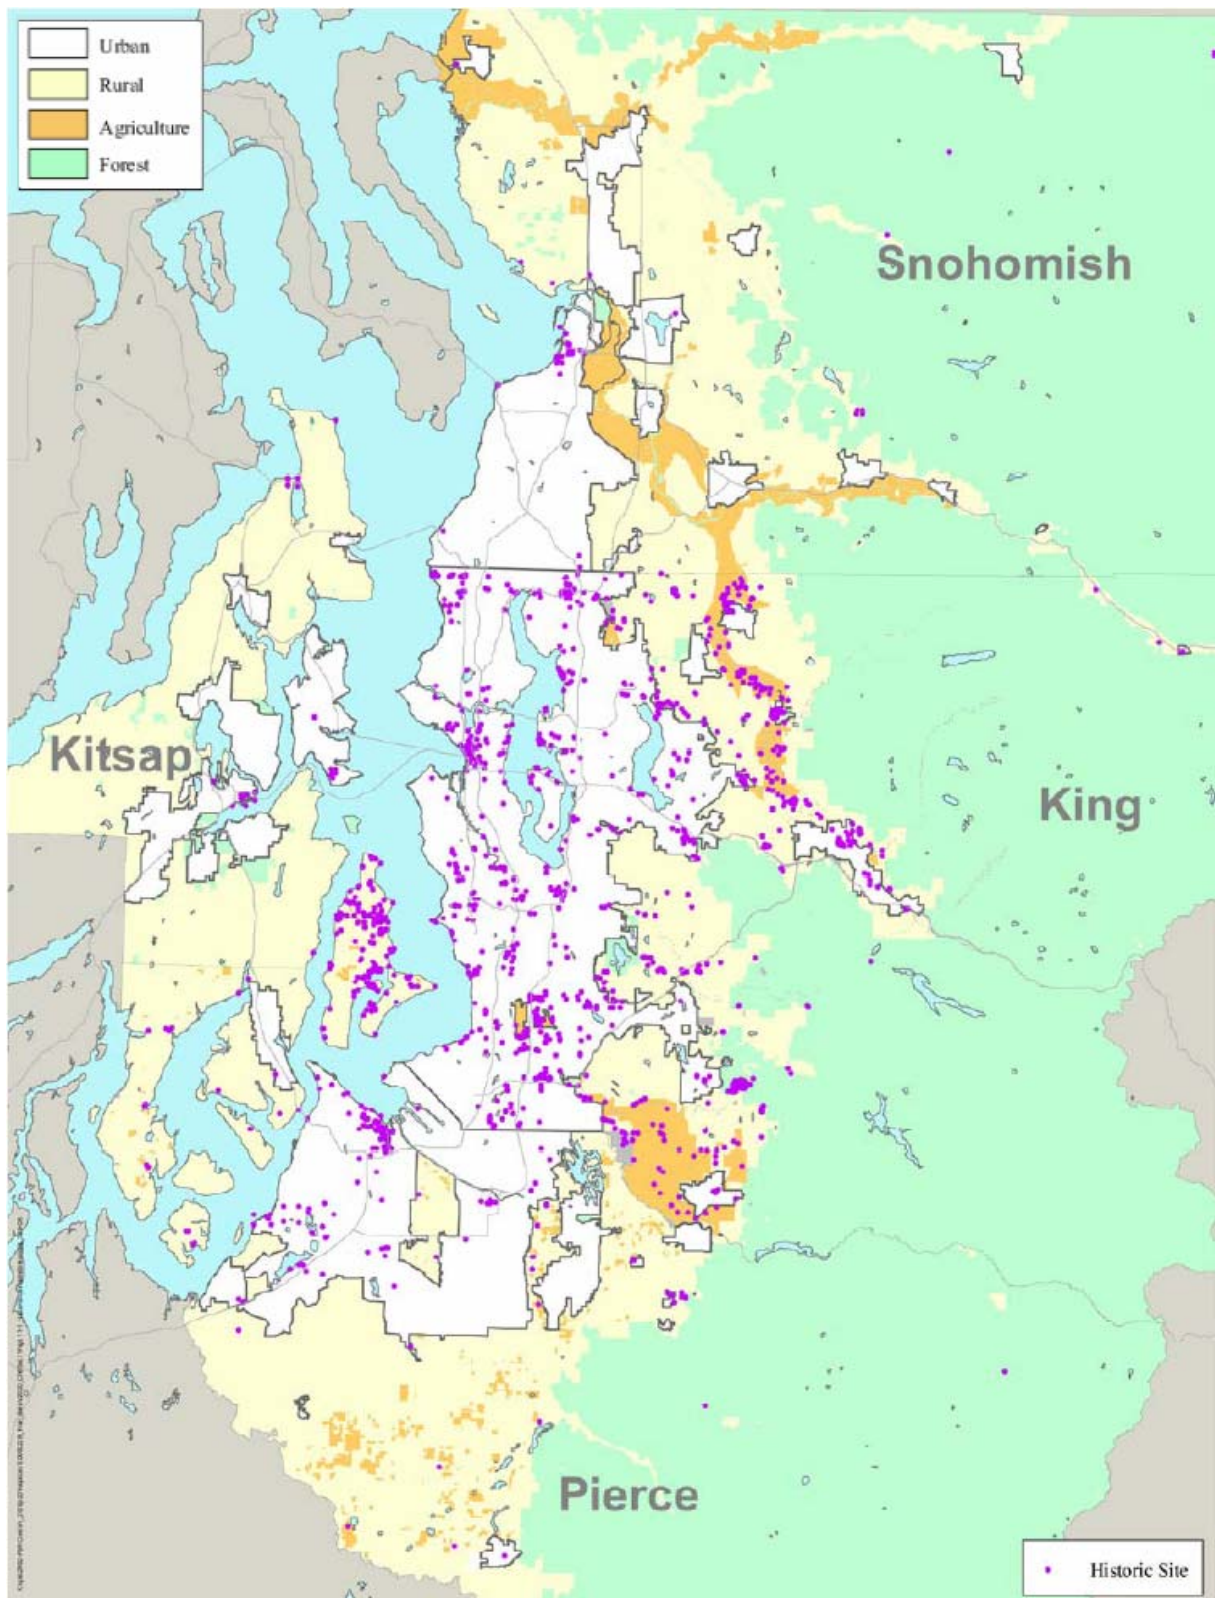 Urban
Rural
Agriculture
Forest
Snohomish
Kitsap
King
Pierce
Historic Site